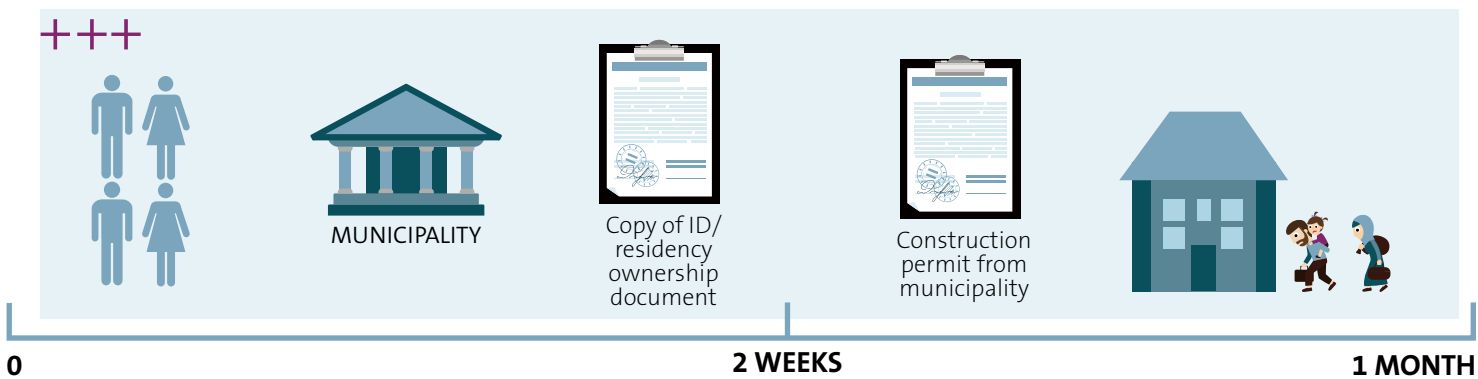 +++
MUNICIPALITY
Copy of ID/
residency
ownership
document
Construction
permit from
municipality
0
2 WEEKS
1 MONTH